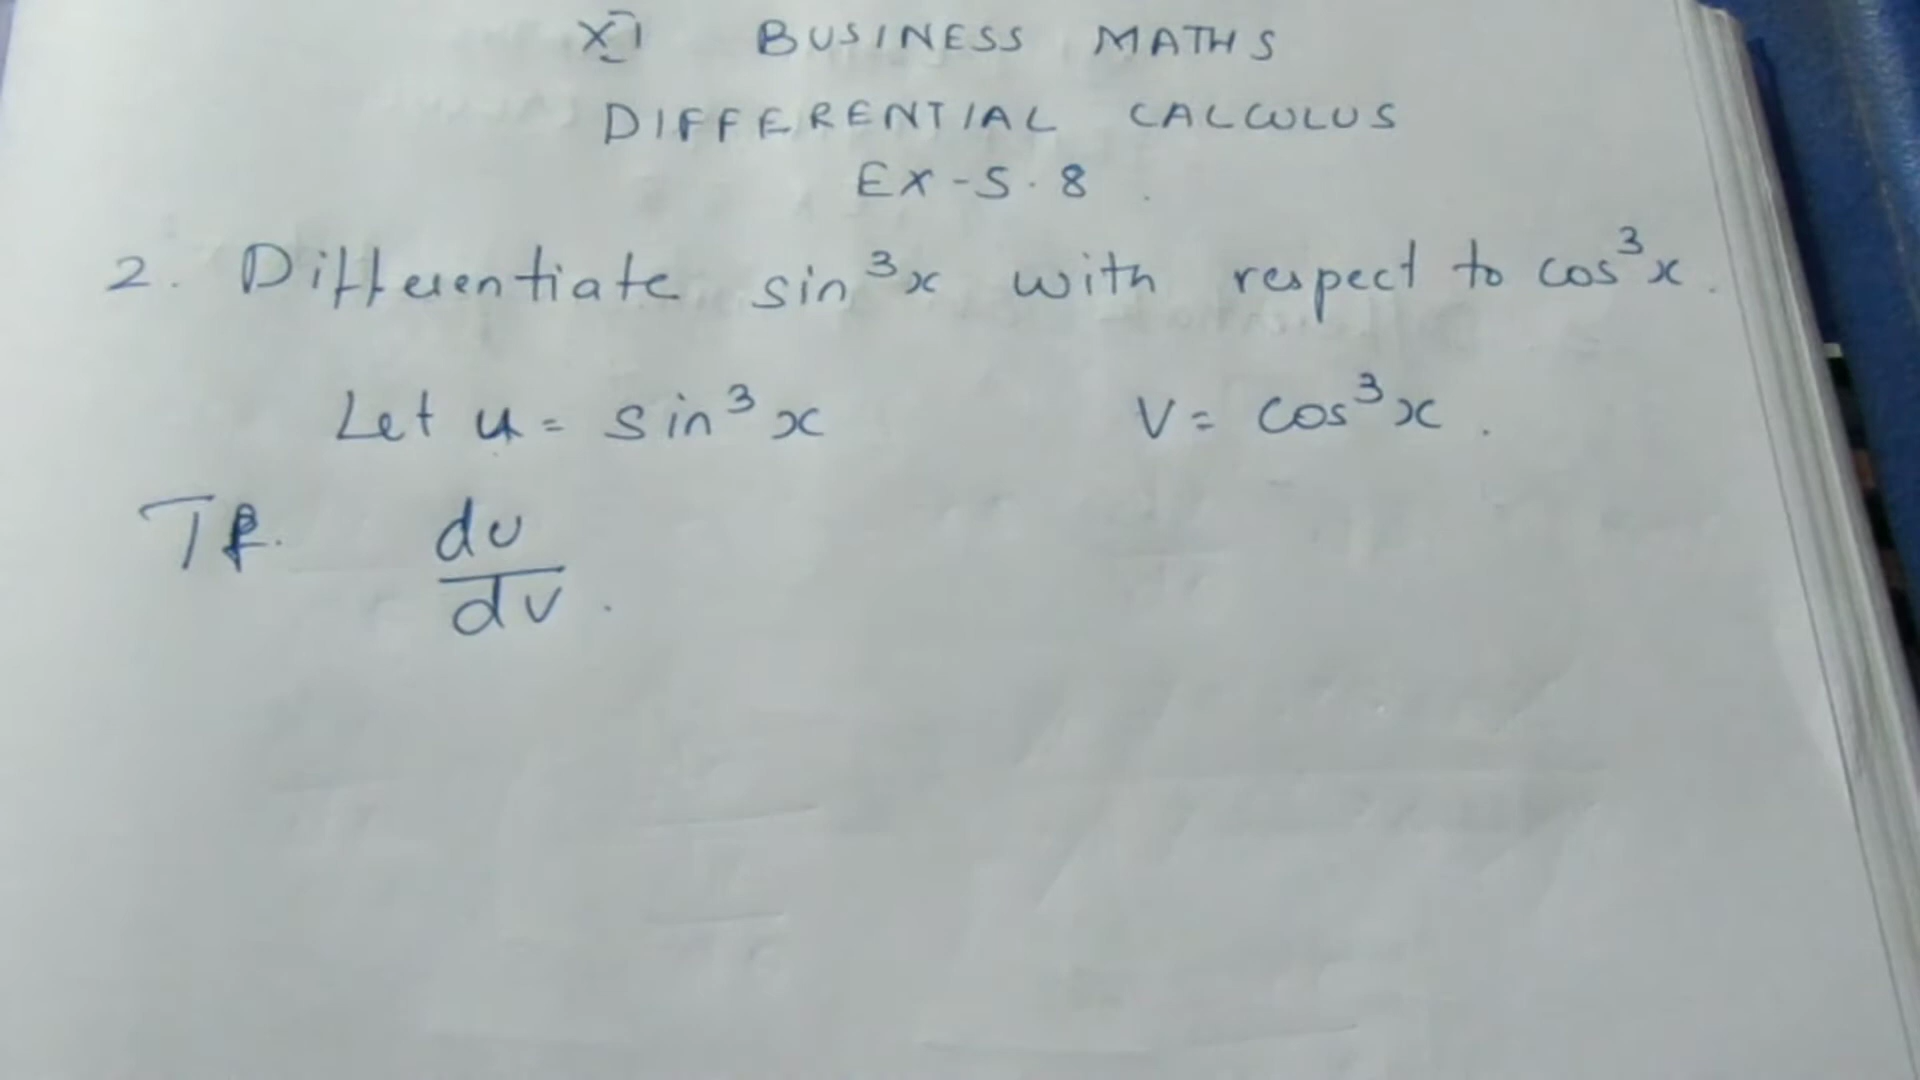 XI BUSINESS MATHS
DIFFERENTIAL CALCULUS
EX-5.8
2. Differentiate sin³x with respect to cos³x.
Let u = sin³x v = cos³x.
TF. du/dv.